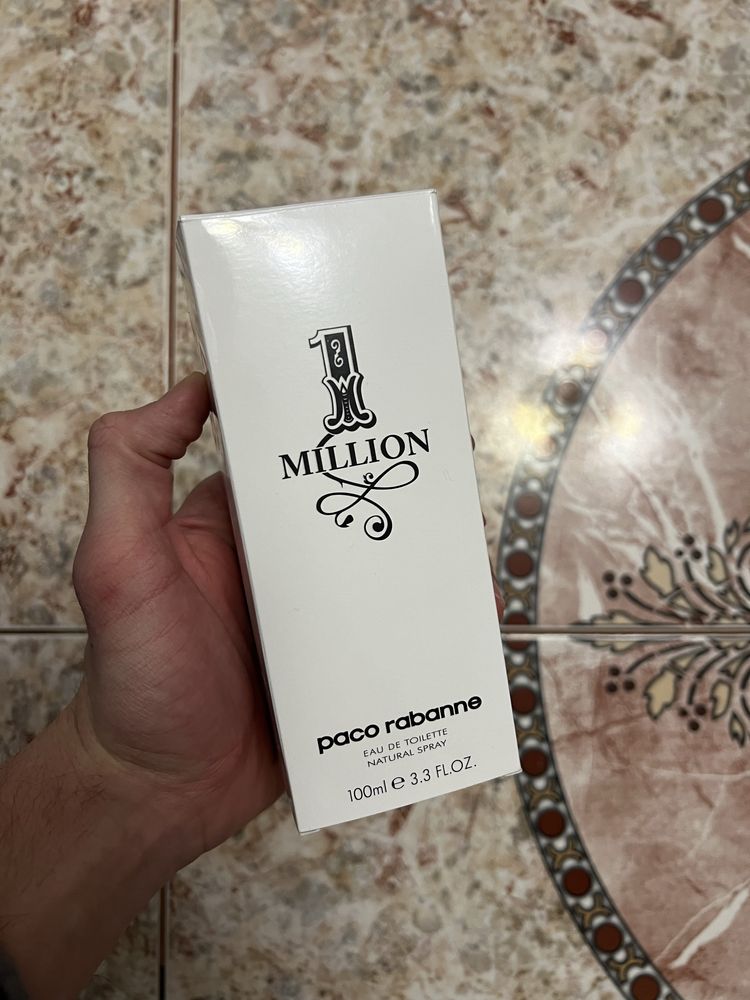 1
MILLION
paco rabanne
EAU DE TOILETTE
NATURAL SPRAY
100ml ℮ 3.3 FL.OZ.